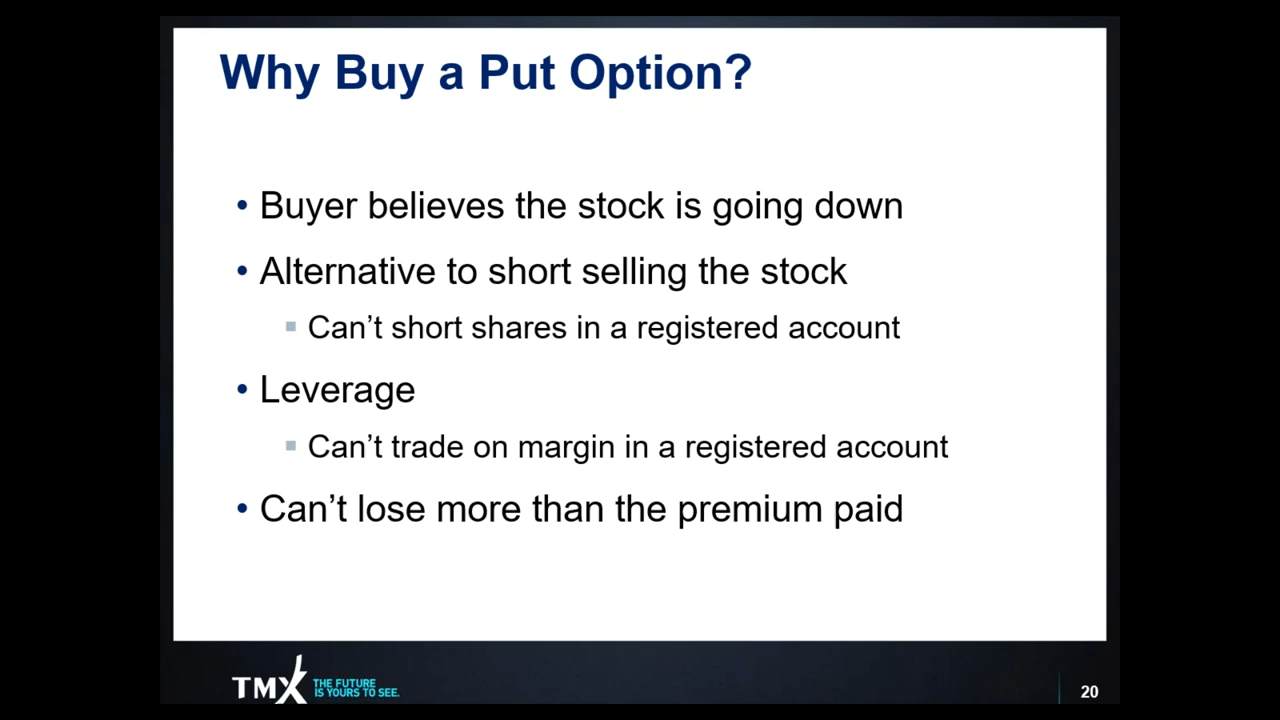 Why Buy a Put Option?
• Buyer believes the stock is going down
• Alternative to short selling the stock
▪ Can't short shares in a registered account
• Leverage
▪ Can't trade on margin in a registered account
• Can't lose more than the premium paid
TMX THE FUTURE
IS YOURS TO SEE.
20